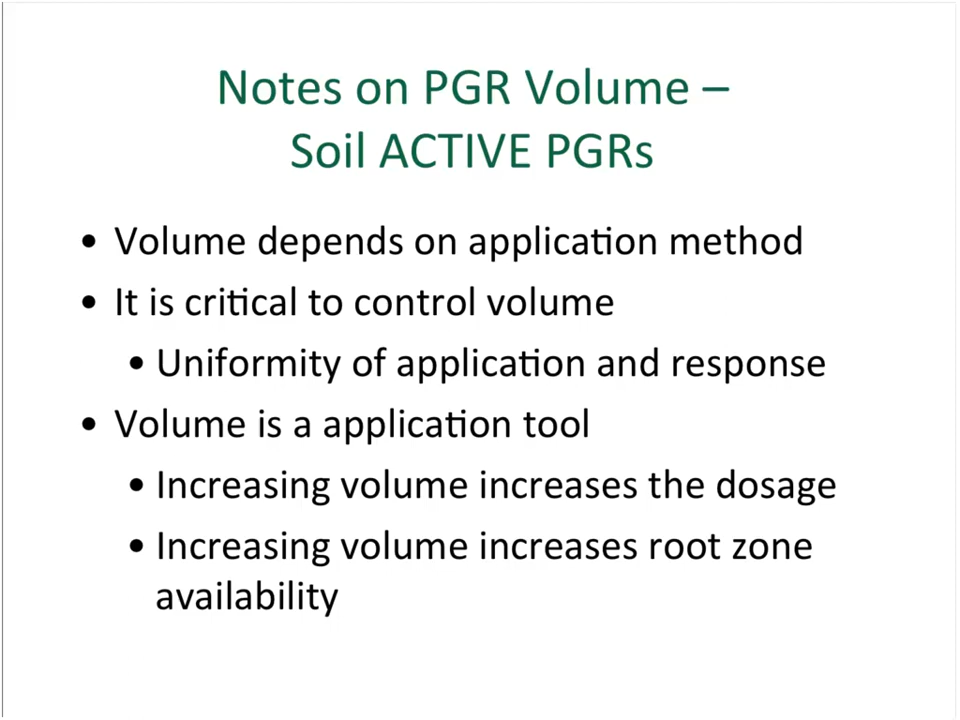 Notes on PGR Volume –
Soil ACTIVE PGRs
• Volume depends on application method
• It is critical to control volume
• Uniformity of application and response
• Volume is a application tool
• Increasing volume increases the dosage
• Increasing volume increases root zone
availability